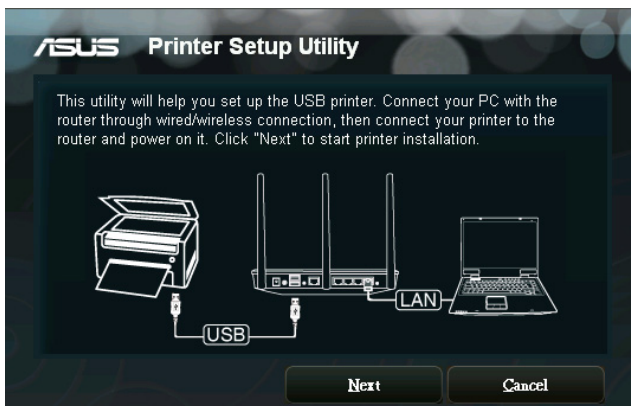 ASUS Printer Setup Utility
This utility will help you set up the USB printer. Connect your PC with the
router through wired/wireless connection, then connect your printer to the
router and power on it. Click "Next" to start printer installation.
LAN
USB
Next Cancel